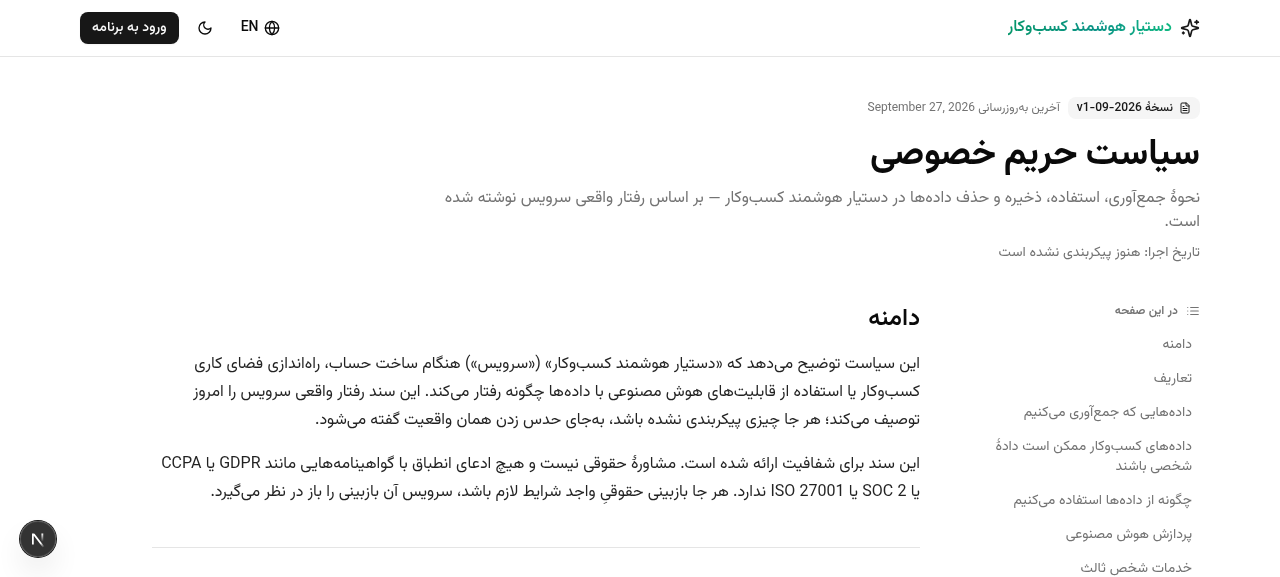 دستیار هوشمند کسب‌وکار
EN
ورود به برنامه
نسخهٔ v1-09-2026
آخرین به‌روزرسانی September 27, 2026
سیاست حریم خصوصی
نحوهٔ جمع‌آوری، استفاده، ذخیره و حذف داده‌ها در دستیار هوشمند کسب‌وکار — بر اساس رفتار واقعی سرویس نوشته شده
است.
تاریخ اجرا: هنوز پیکربندی نشده است
در این صفحه
دامنه
تعاریف
داده‌هایی که جمع‌آوری می‌کنیم
داده‌های کسب‌وکار ممکن است دادهٔ
شخصی باشند
چگونه از داده‌ها استفاده می‌کنیم
پردازش هوش مصنوعی
خدمات شخص ثالث
دامنه
این سیاست توضیح می‌دهد که «دستیار هوشمند کسب‌وکار» («سرویس») هنگام ساخت حساب، راه‌اندازی فضای کاری
کسب‌وکار یا استفاده از قابلیت‌های هوش مصنوعی با داده‌ها چگونه رفتار می‌کند. این سند رفتار واقعی سرویس را امروز
توصیف می‌کند؛ هر جا چیزی پیکربندی نشده باشد، به‌جای حدس زدن همان واقعیت گفته می‌شود.
این سند برای شفافیت ارائه شده است. مشاورهٔ حقوقی نیست و هیچ ادعای انطباق با گواهینامه‌هایی مانند GDPR یا CCPA
یا SOC 2 یا ISO 27001 ندارد. هر جا بازبینی حقوقیِ واجد شرایط لازم باشد، سرویس آن بازبینی را باز در نظر می‌گیرد.